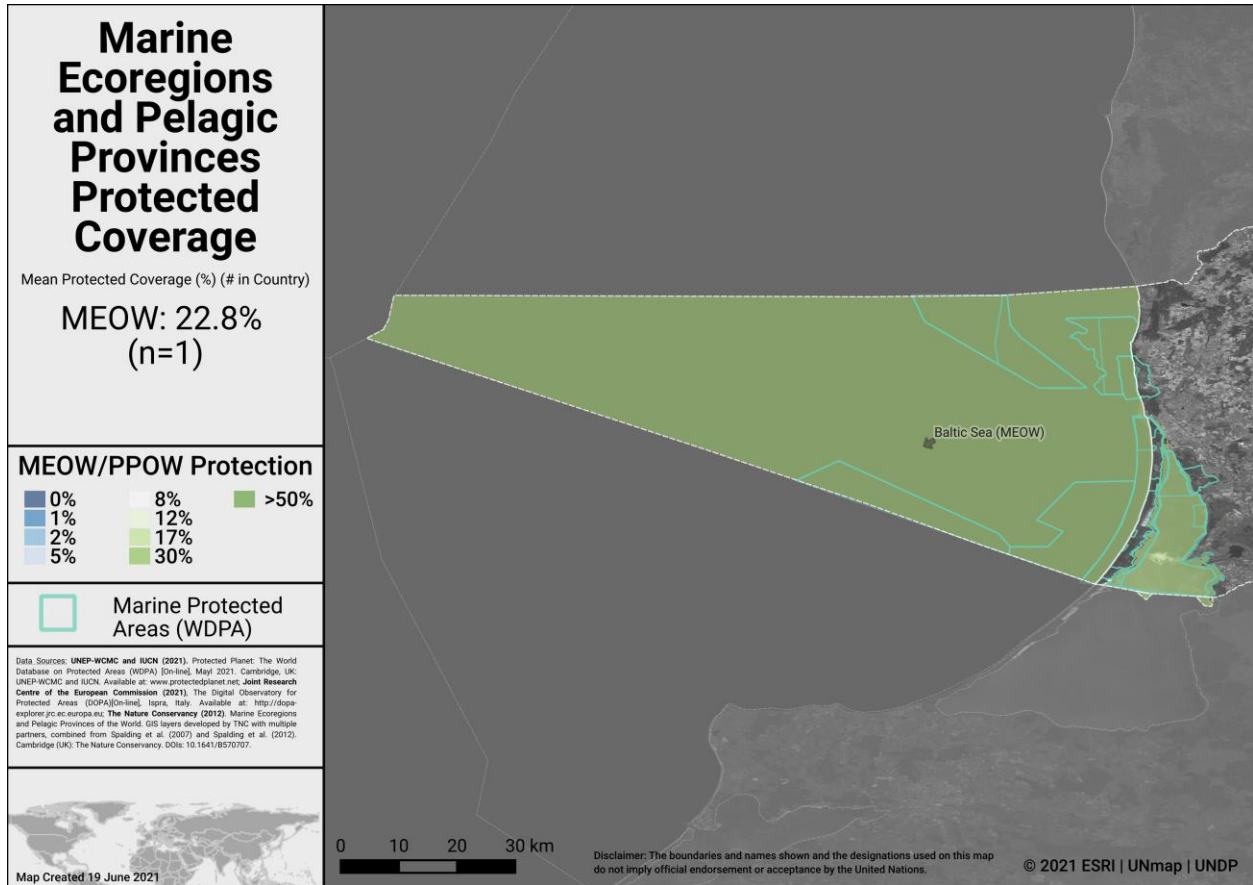 Marine
Ecoregions
and Pelagic
Provinces
Protected
Coverage
Mean Protected Coverage (%) (# in Country)
MEOW: 22.8%
(n=1)
MEOW/PPOW Protection
0%
1%
2%
5%
8%
12%
17%
30%
>50%
Marine Protected
Areas (WDPA)
Data Sources: UNEP-WCMC and IUCN (2021). Protected Planet: The World
Database on Protected Areas (WDPA) [On-line], Mayl 2021. Cambridge, UK:
UNEP-WCMC and IUCN. Available at: www.protectedplanet.net; Joint Research
Centre of the European Commission (2021), The Digital Observatory for
Protected Areas (DOPA)[On-line], Ispra, Italy. Available at: http://dopa-
explorer.jrc.ec.europa.eu; The Nature Conservancy (2012). Marine Ecoregions
and Pelagic Provinces of the World. GIS layers developed by TNC with multiple
partners, combined from Spalding et al. (2007) and Spalding et al. (2012).
Cambridge (UK): The Nature Conservancy. DOIs: 10.1641/B570707.
Map Created 19 June 2021
Baltic Sea (MEOW)
0 10 20 30 km
Disclaimer: The boundaries and names shown and the designations used on this map
do not imply official endorsement or acceptance by the United Nations.
© 2021 ESRI | UNmap | UNDP